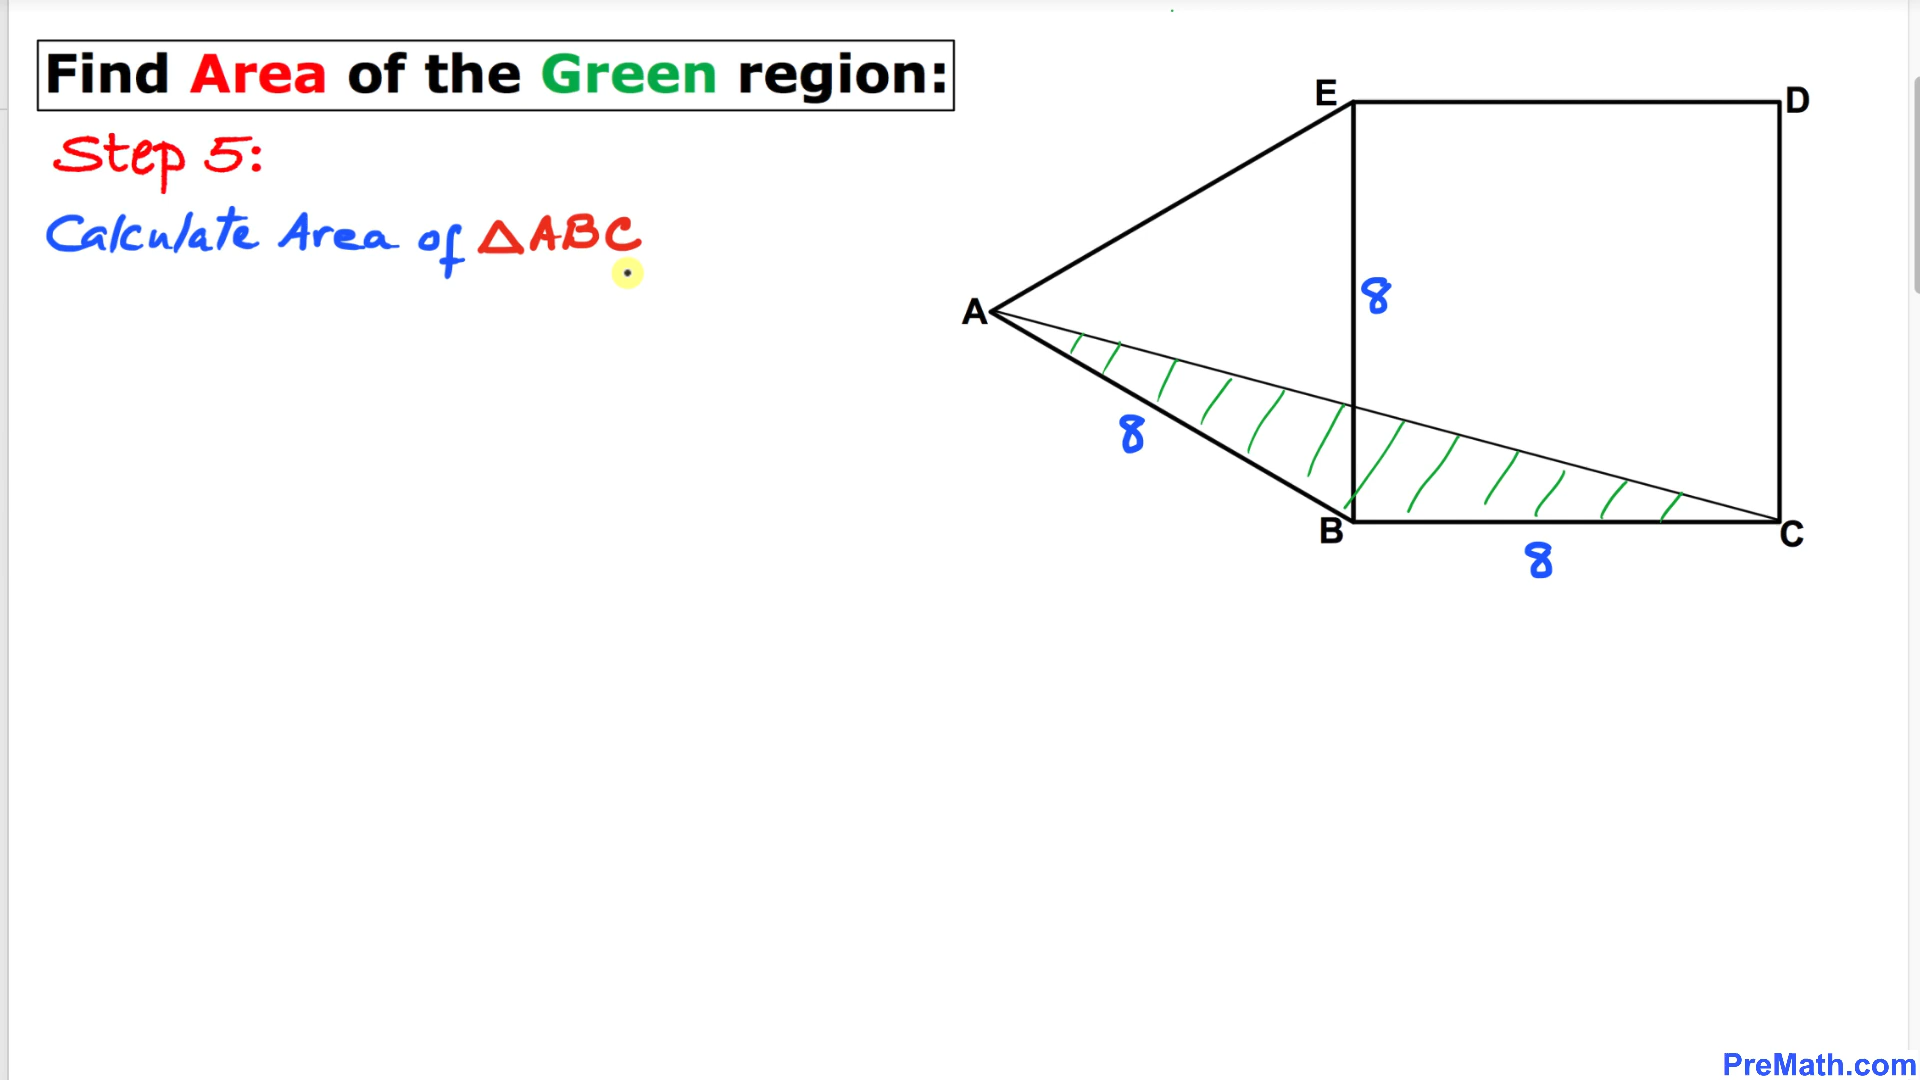 Find Area of the Green region:
Step 5:
Calculate Area of △ABC
E
D
8
A
8
B
C
8
PreMath.com